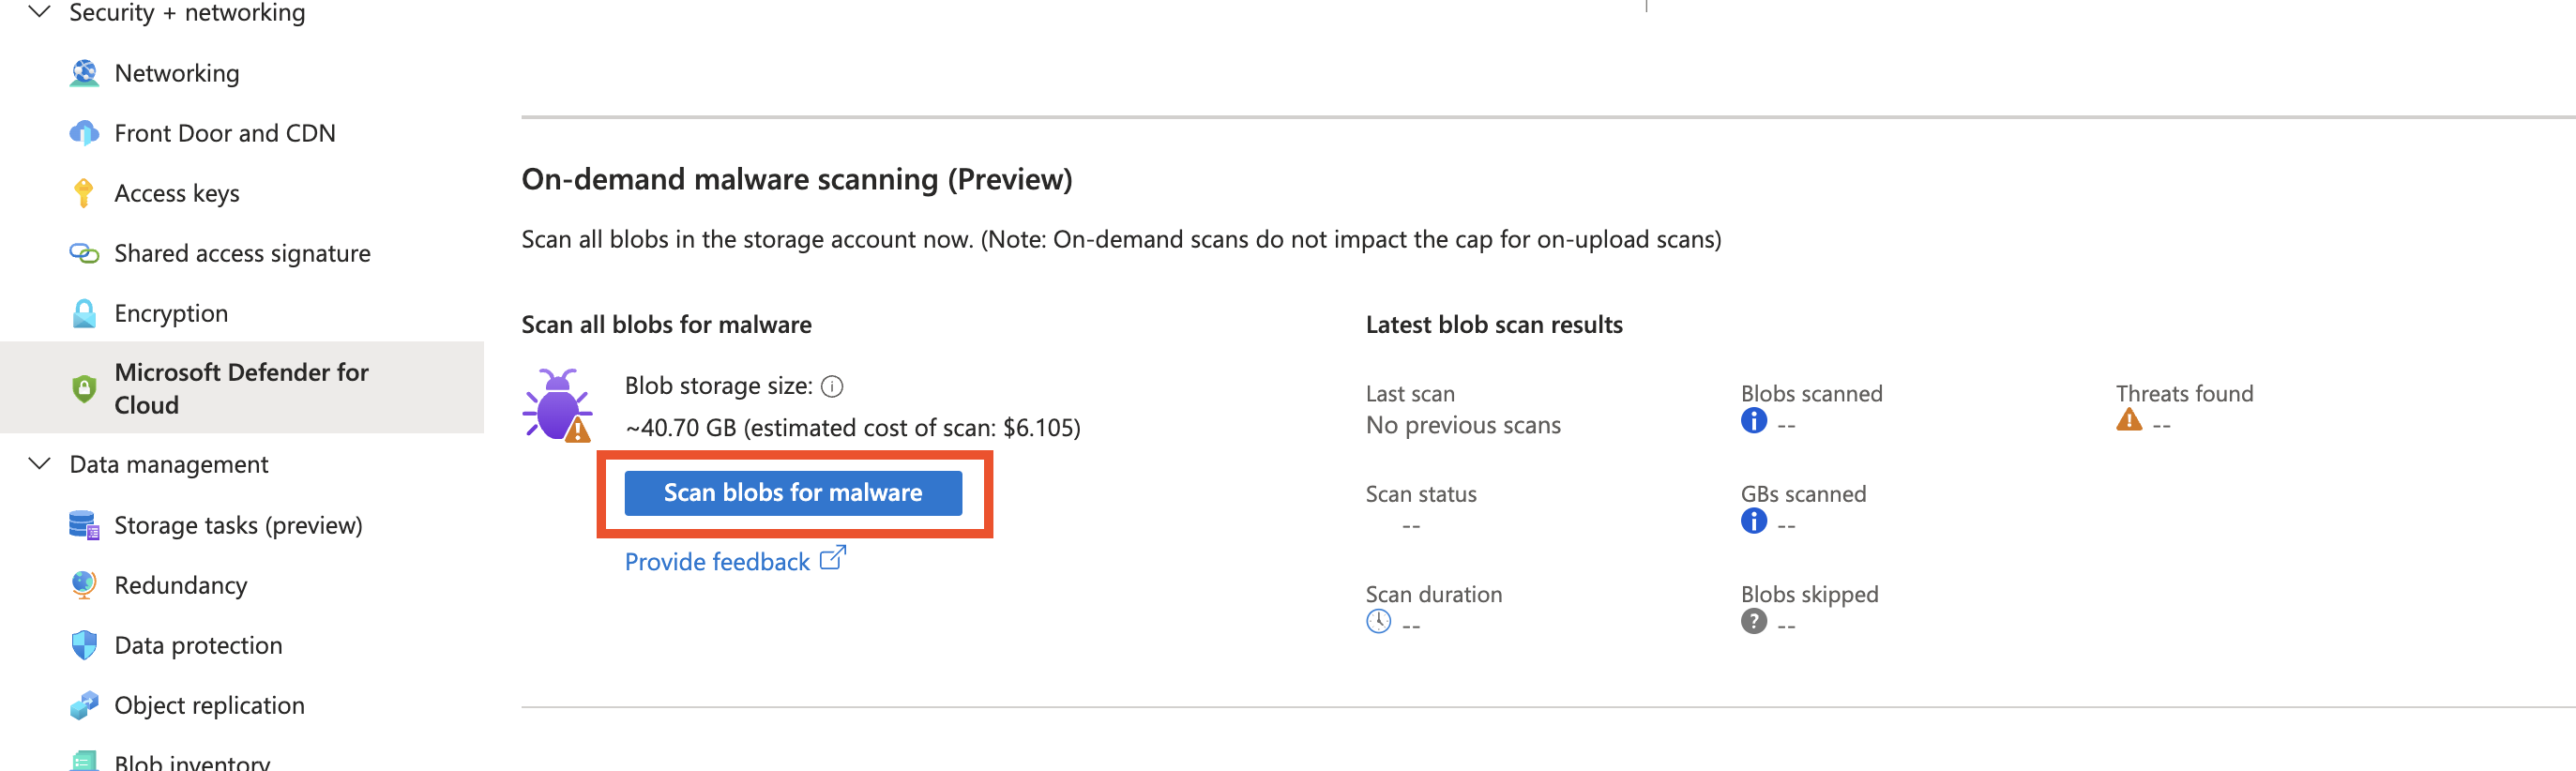 Security + networking
Networking
Front Door and CDN
Access keys
Shared access signature
Encryption
Microsoft Defender for
Cloud
Data management
Storage tasks (preview)
Redundancy
Data protection
Object replication
Blob inventory
On-demand malware scanning (Preview)
Scan all blobs in the storage account now. (Note: On-demand scans do not impact the cap for on-upload scans)
Scan all blobs for malware
Blob storage size:
~40.70 GB (estimated cost of scan: $6.105)
Scan blobs for malware
Provide feedback
Latest blob scan results
Last scan
No previous scans
Blobs scanned
--
Threats found
--
Scan status
--
GBs scanned
--
Scan duration
--
Blobs skipped
--